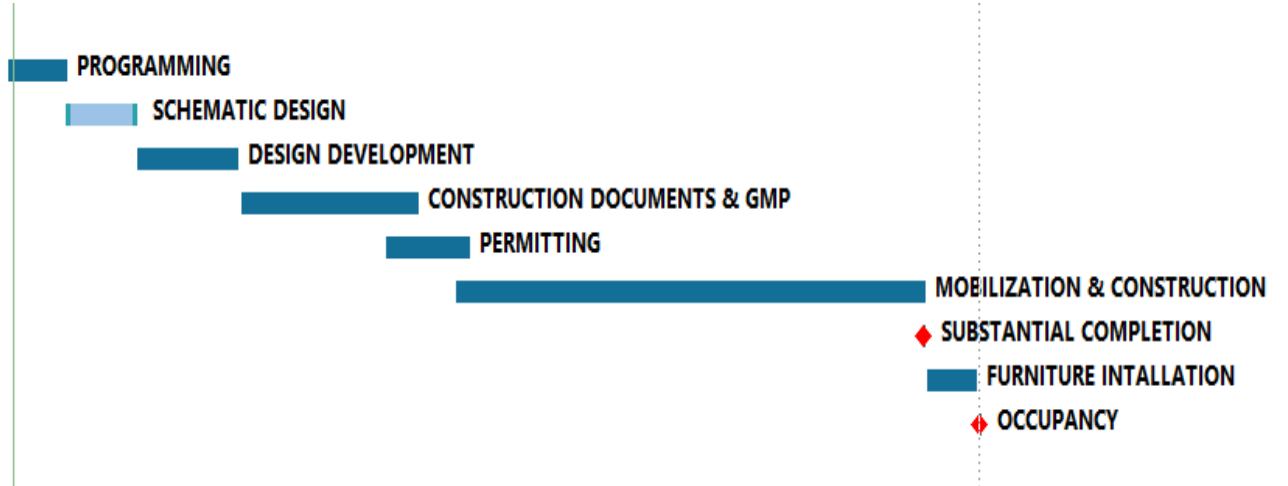 PROGRAMMING
SCHEMATIC DESIGN
DESIGN DEVELOPMENT
CONSTRUCTION DOCUMENTS & GMP
PERMITTING
MOBILIZATION & CONSTRUCTION
SUBSTANTIAL COMPLETION
FURNITURE INTALLATION
OCCUPANCY